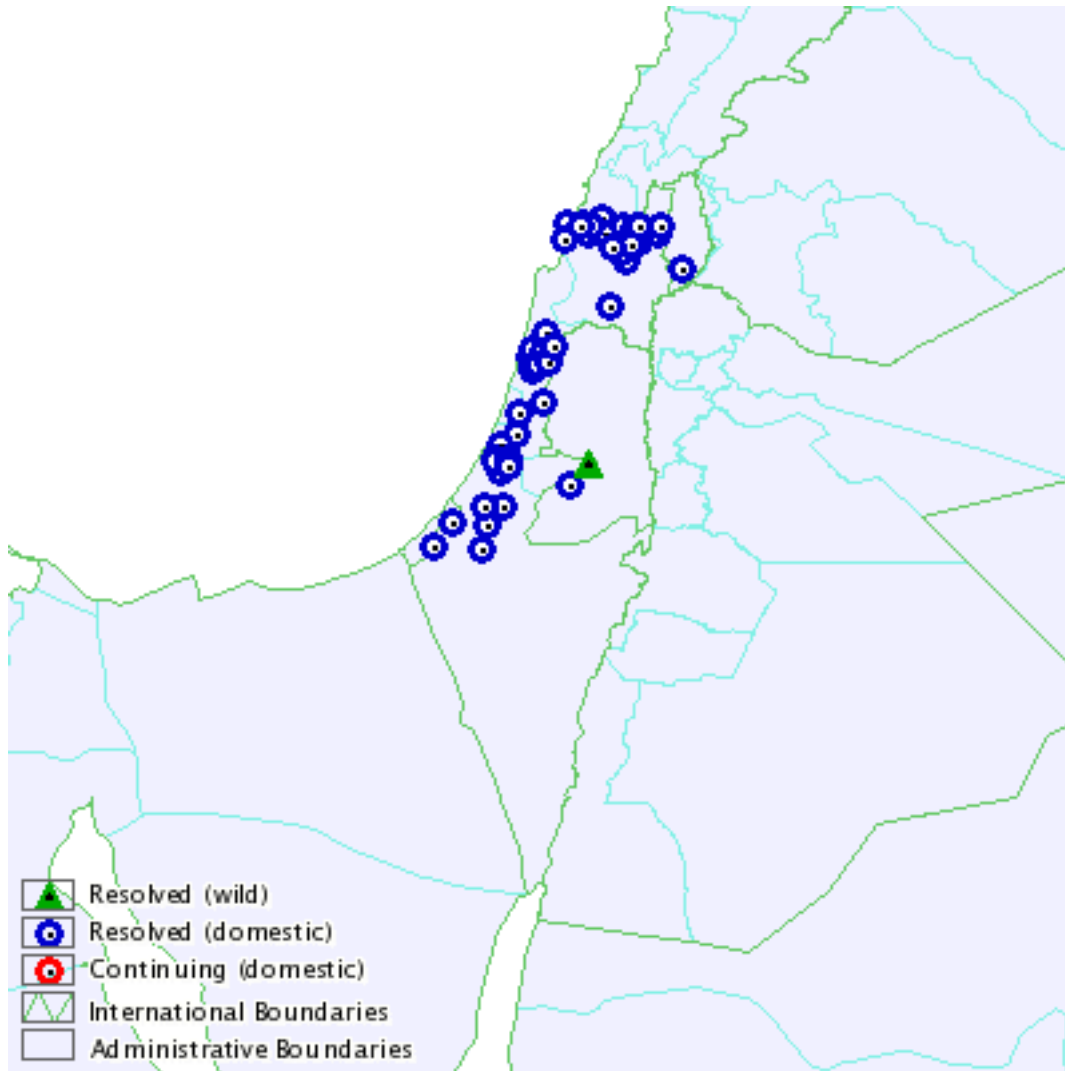 Resolved (wild)
Resolved (domestic)
Continuing (domestic)
International Boundaries
Administrative Boundaries